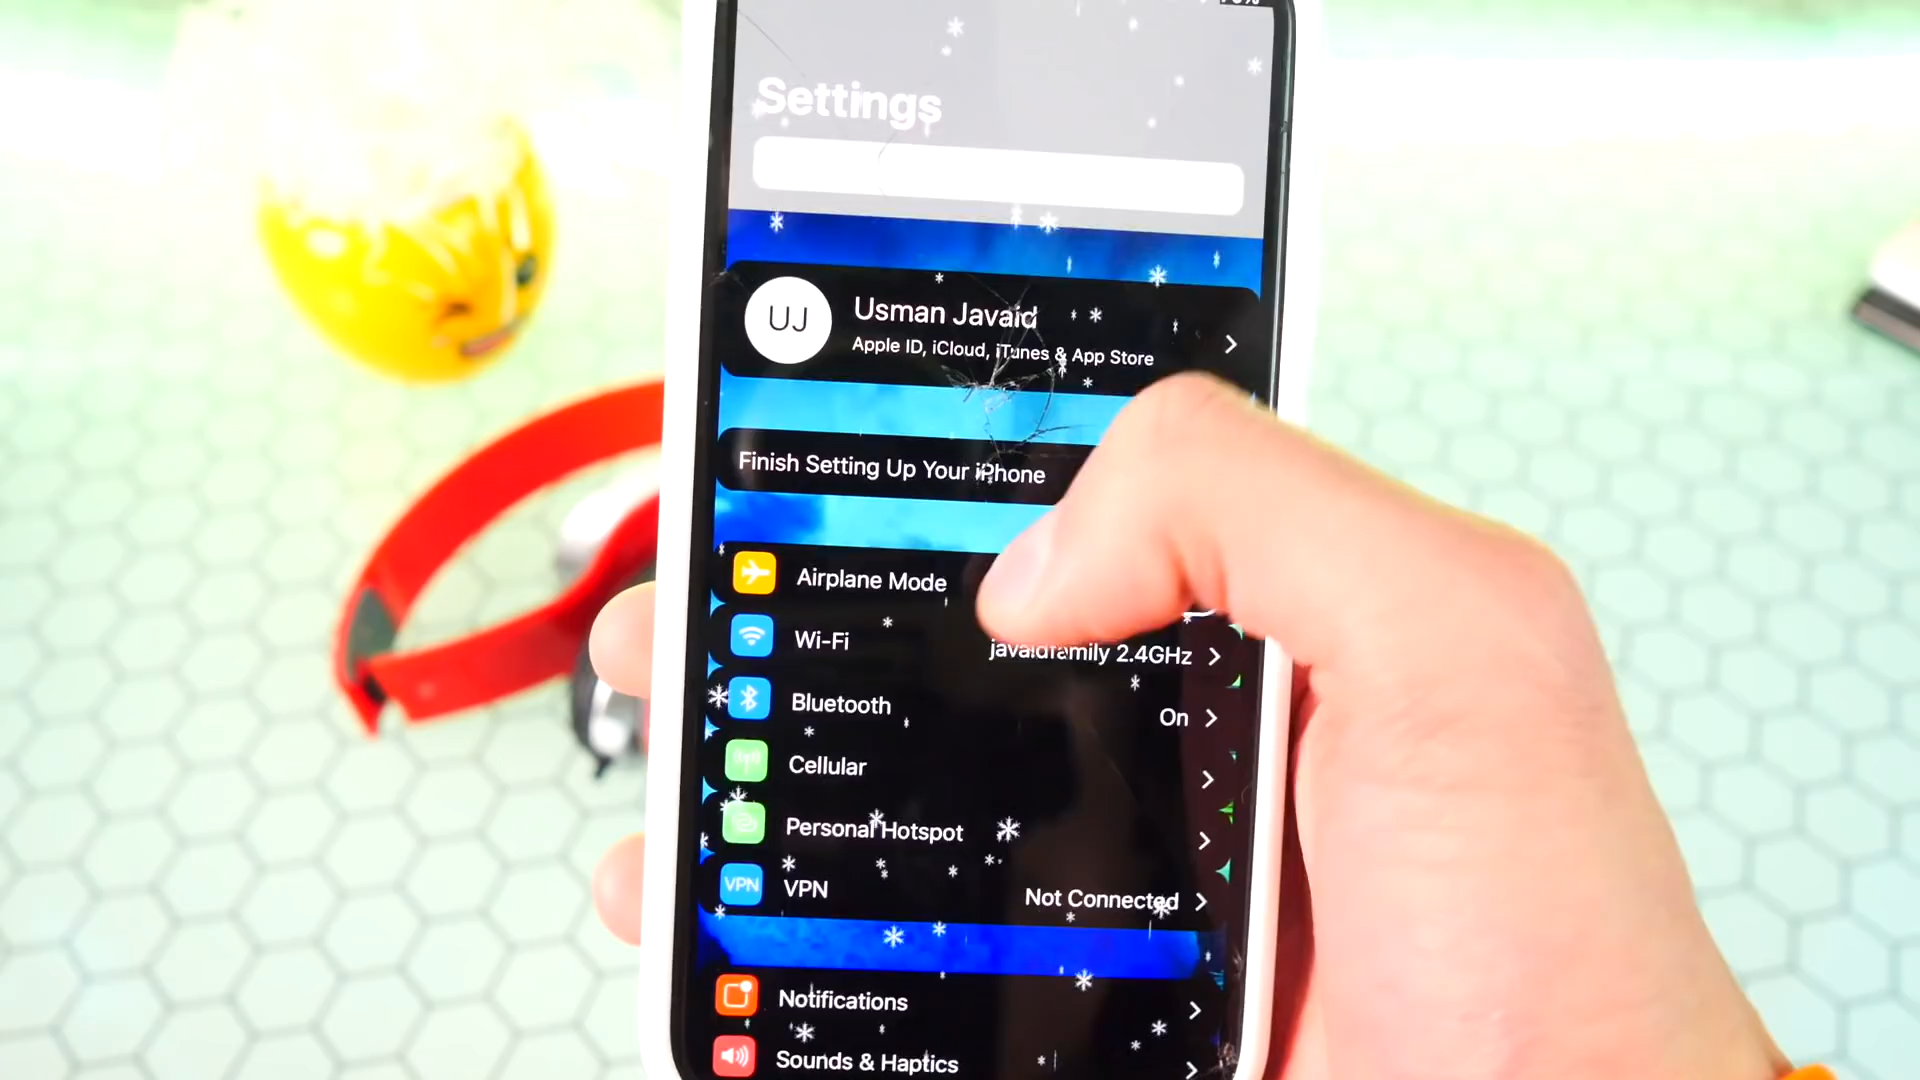 Settings
UJ
Usman Javaid
Apple ID, iCloud, iTunes & App Store
Finish Setting Up Your iPhone
Airplane Mode
Wi-Fi
javaidfamily 2.4GHz
Bluetooth
On
Cellular
Personal Hotspot
VPN
VPN
Not Connected
Notifications
Sounds & Haptics